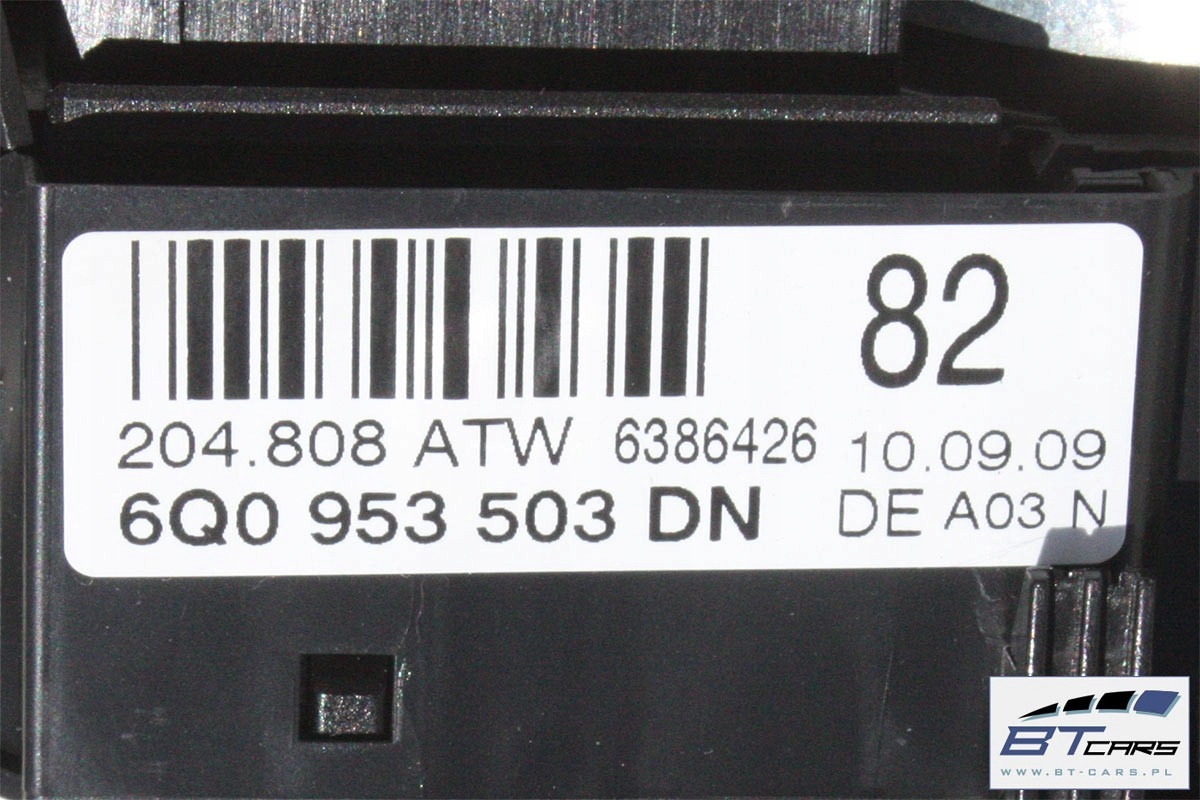 82
204.808 ATW 6386426 10.09.09
6Q0 953 503 DN DE A03 N
BT CARS
WWW.BT-CARS.PL